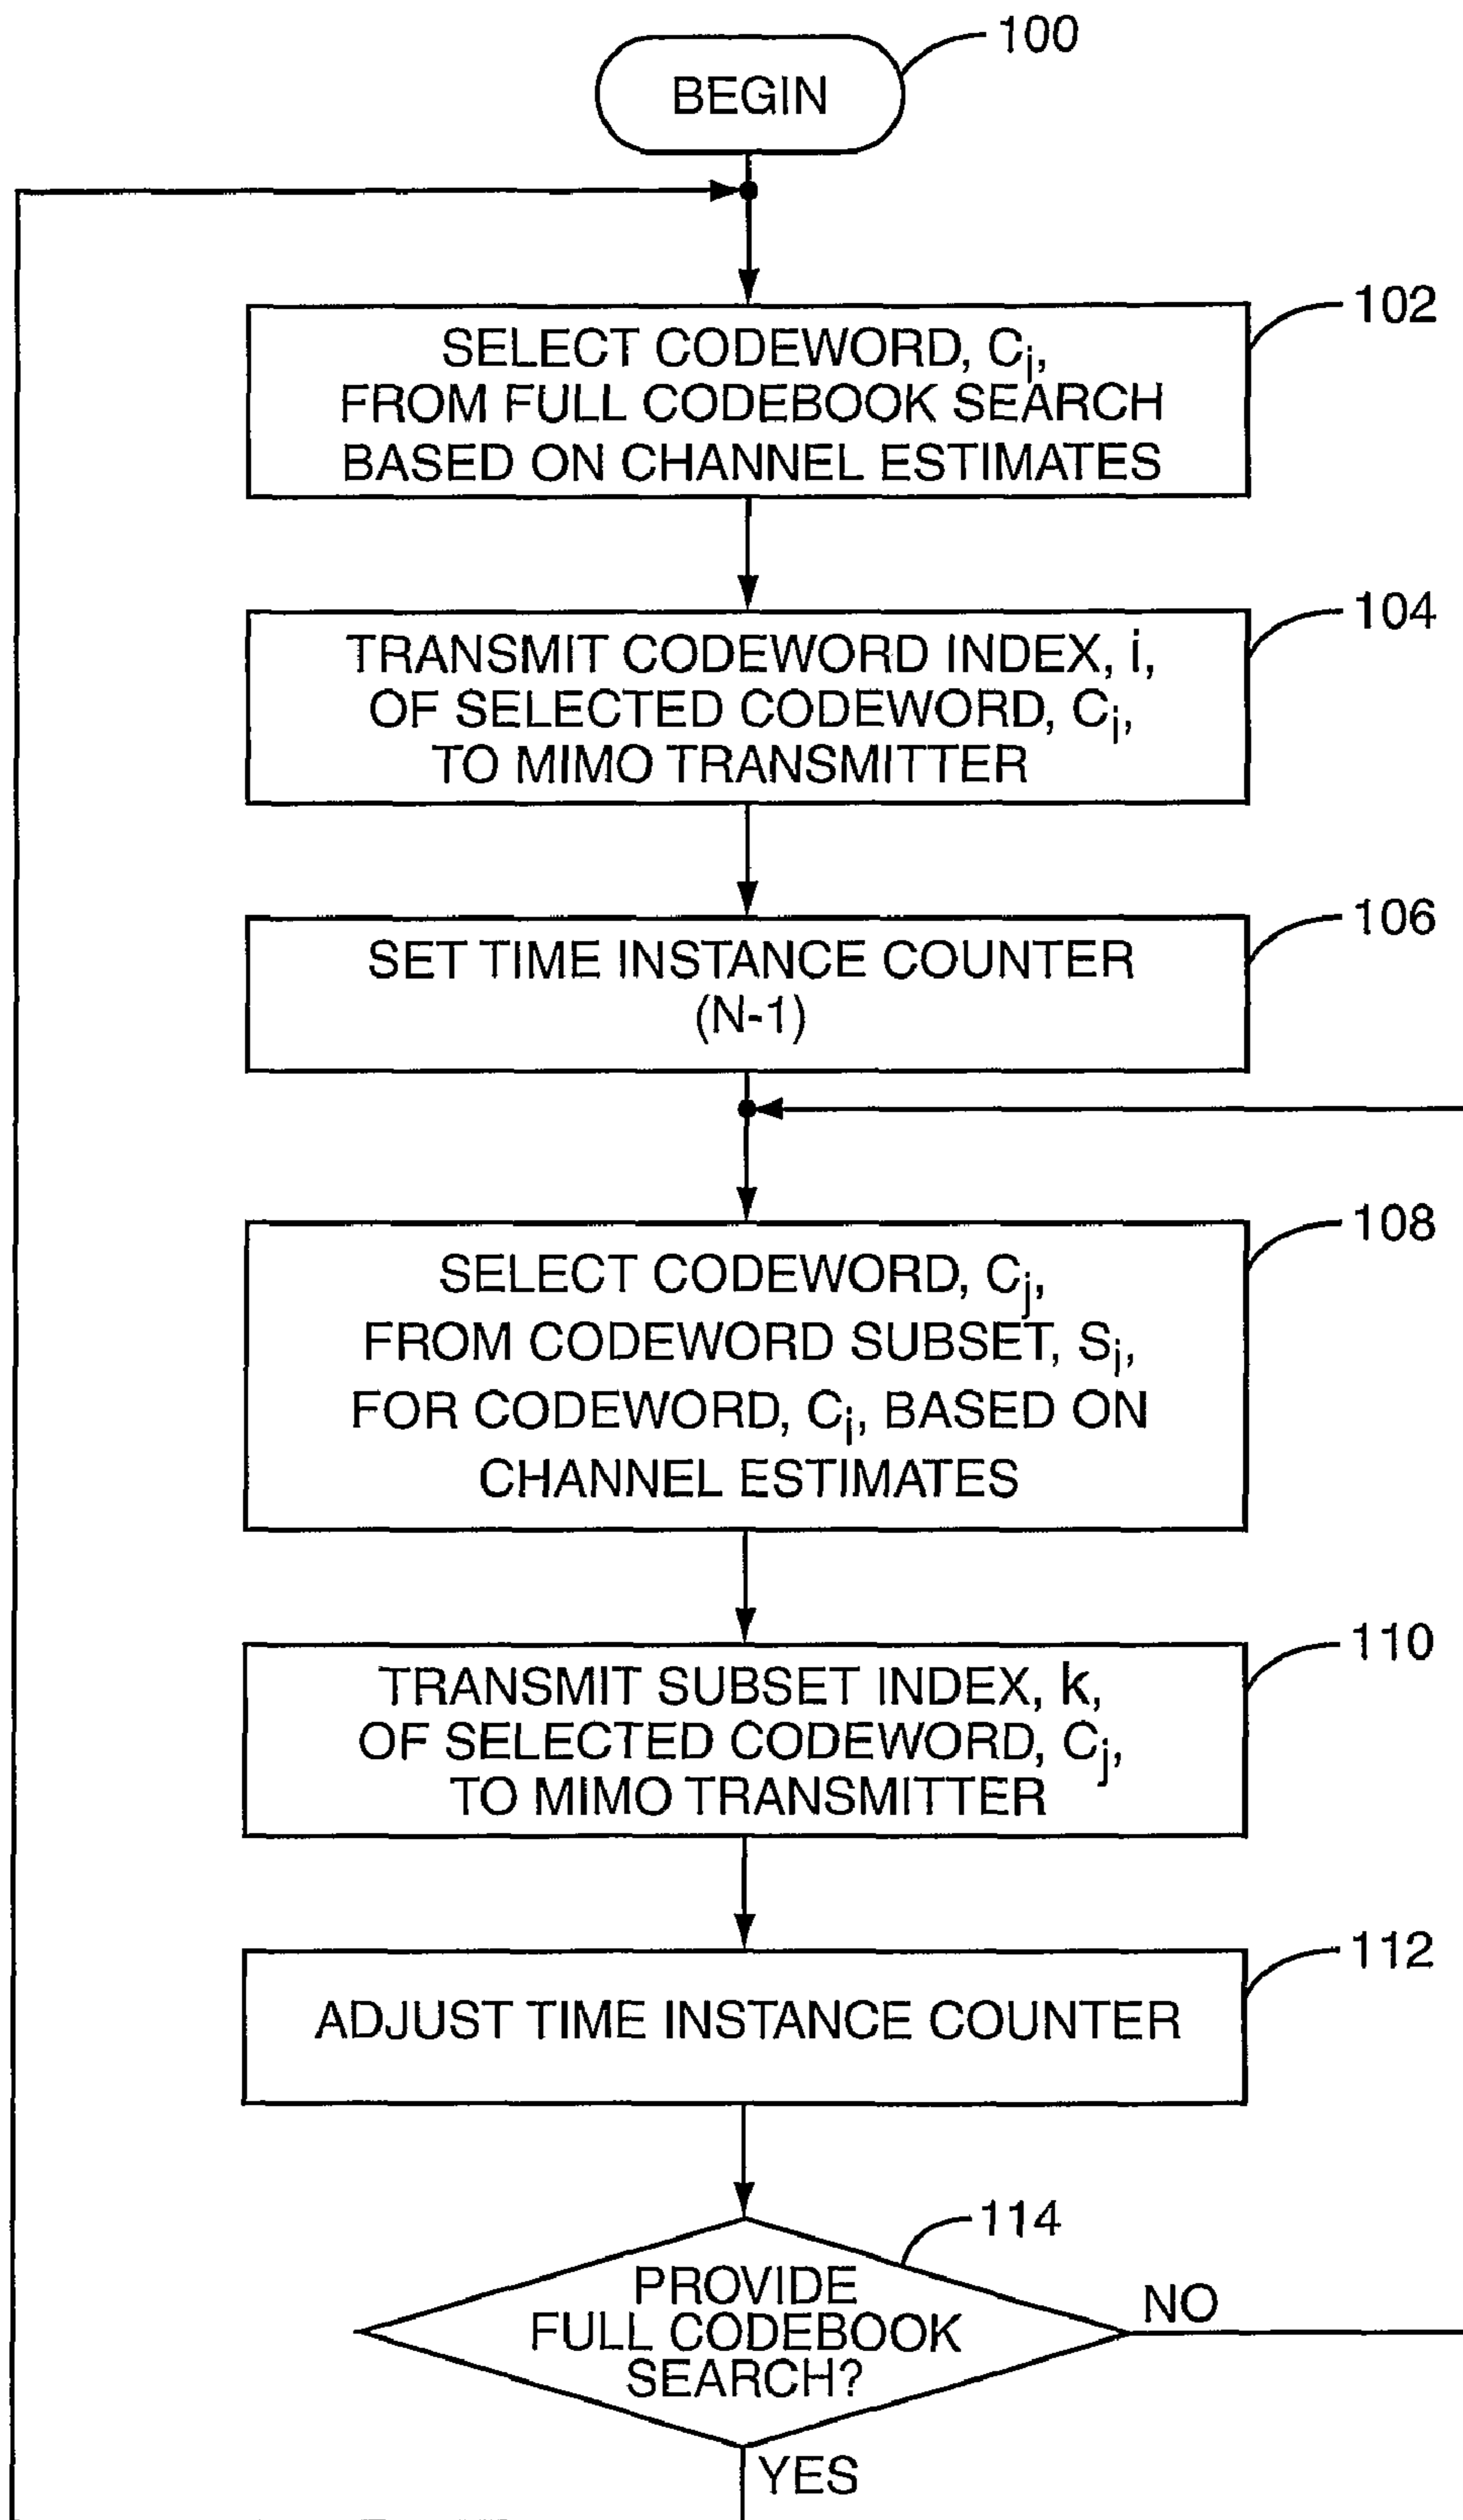 100
BEGIN
102
SELECT CODEWORD, Ci,
FROM FULL CODEBOOK SEARCH
BASED ON CHANNEL ESTIMATES
104
TRANSMIT CODEWORD INDEX, i,
OF SELECTED CODEWORD, Ci,
TO MIMO TRANSMITTER
106
SET TIME INSTANCE COUNTER
(N-1)
108
SELECT CODEWORD, Cj,
FROM CODEWORD SUBSET, Si,
FOR CODEWORD, Ci, BASED ON
CHANNEL ESTIMATES
110
TRANSMIT SUBSET INDEX, k,
OF SELECTED CODEWORD, Cj,
TO MIMO TRANSMITTER
112
ADJUST TIME INSTANCE COUNTER
114
PROVIDE
FULL CODEBOOK
SEARCH?
NO
YES